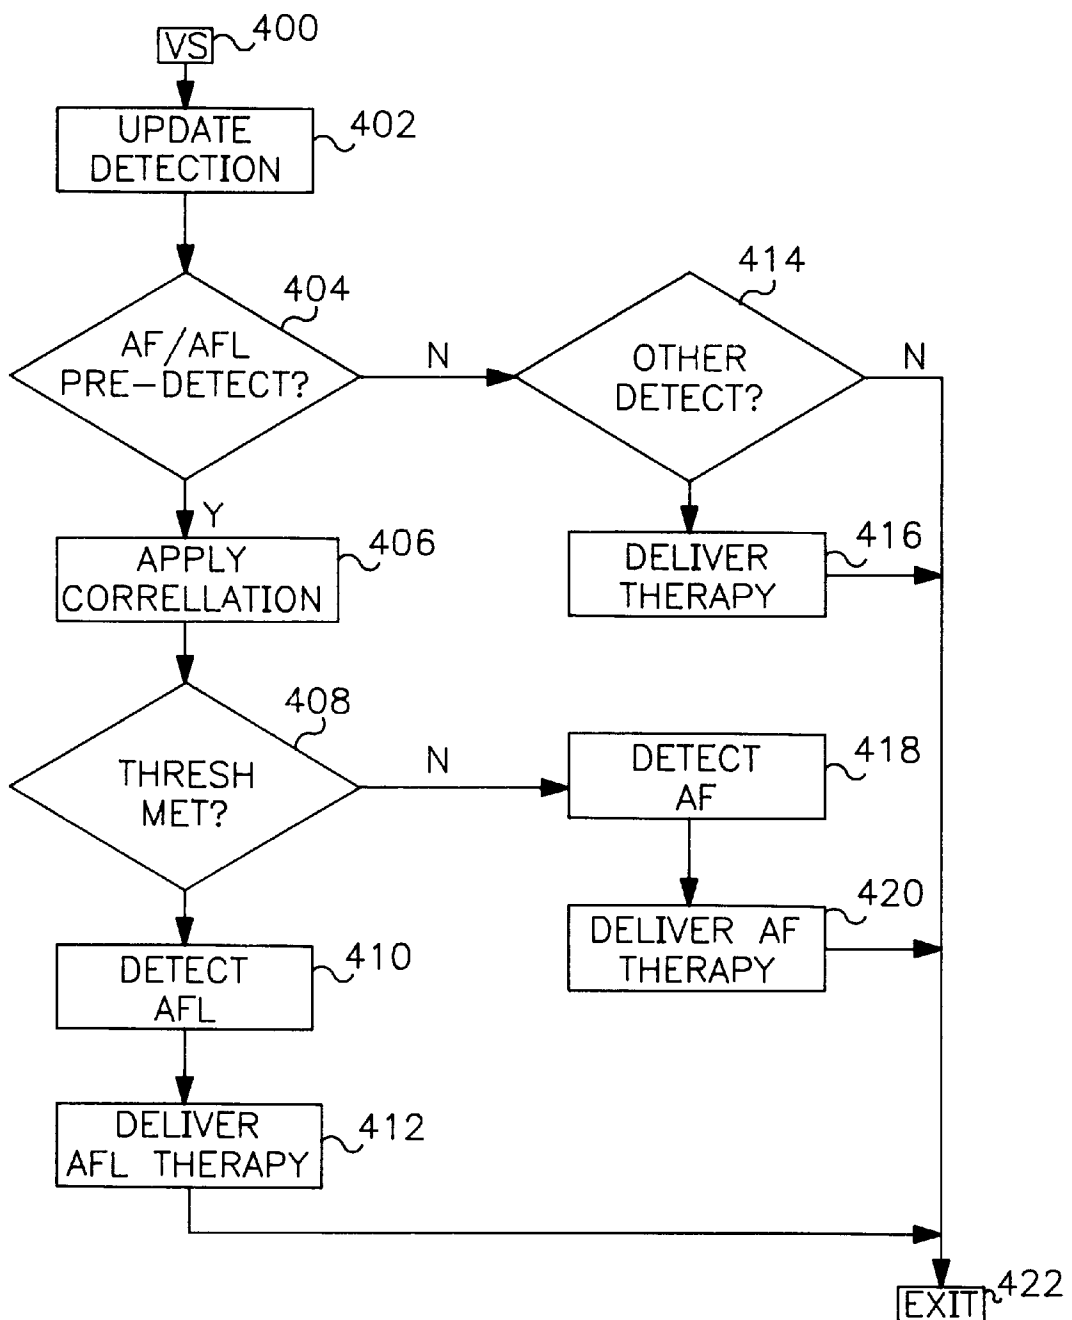 VS
400
UPDATE
DETECTION
402
AF/AFL
PRE-DETECT?
404
N
OTHER
DETECT?
414
N
Y
APPLY
CORRELLATION
406
DELIVER
THERAPY
416
THRESH
MET?
408
N
DETECT
AF
418
DELIVER AF
THERAPY
420
DETECT
AFL
410
DELIVER
AFL THERAPY
412
EXIT
422